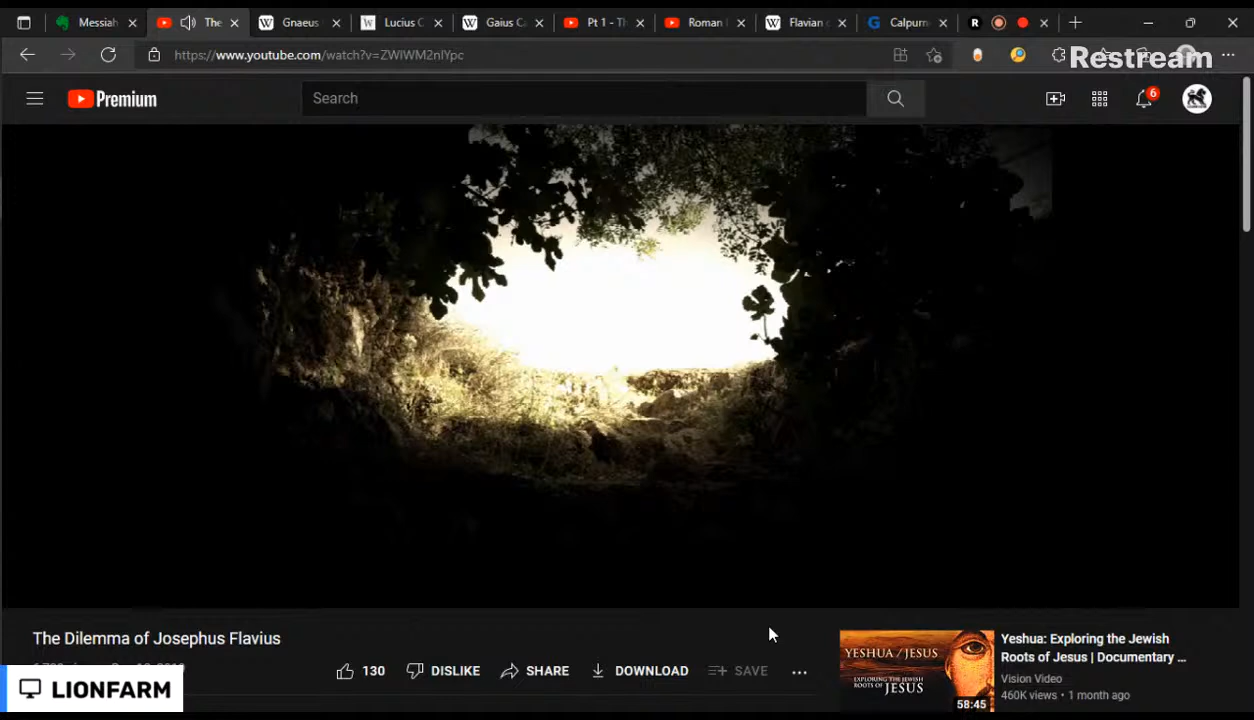 Messiah
The
Gnaeus
Lucius C
Gaius Ca
Pt 1 - Th
Roman
Flavian
Calpurn
R
https://www.youtube.com/watch?v=ZWIWM2nlYpc
Restream
Premium
Search
6
The Dilemma of Josephus Flavius
130
DISLIKE
SHARE
DOWNLOAD
SAVE
LIONFARM
YESHUA/JESUS
EXPLORING THE JEWISH
ROOTS OF JESUS
58:45
Yeshua: Exploring the Jewish
Roots of Jesus | Documentary ...
Vision Video
460K views • 1 month ago